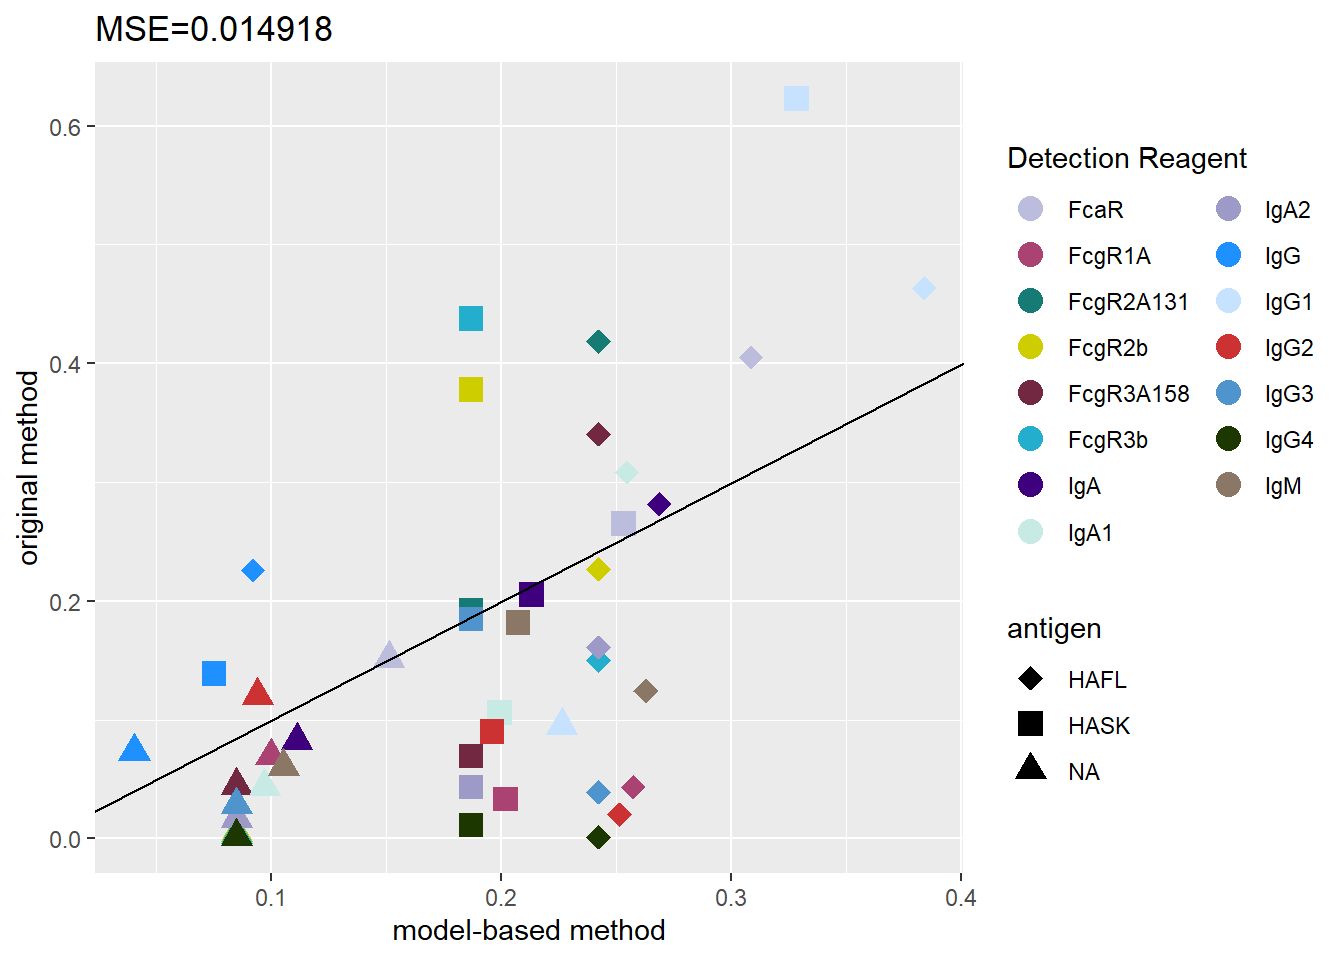 MSE=0.014918
original method
0.6
0.4
0.2
0.0
0.1
0.2
0.3
0.4
model-based method
Detection Reagent
FcaR
FcgR1A
FcgR2A131
FcgR2b
FcgR3A158
FcgR3b
IgA
IgA1
IgA2
IgG
IgG1
IgG2
IgG3
IgG4
IgM
antigen
HAFL
HASK
NA